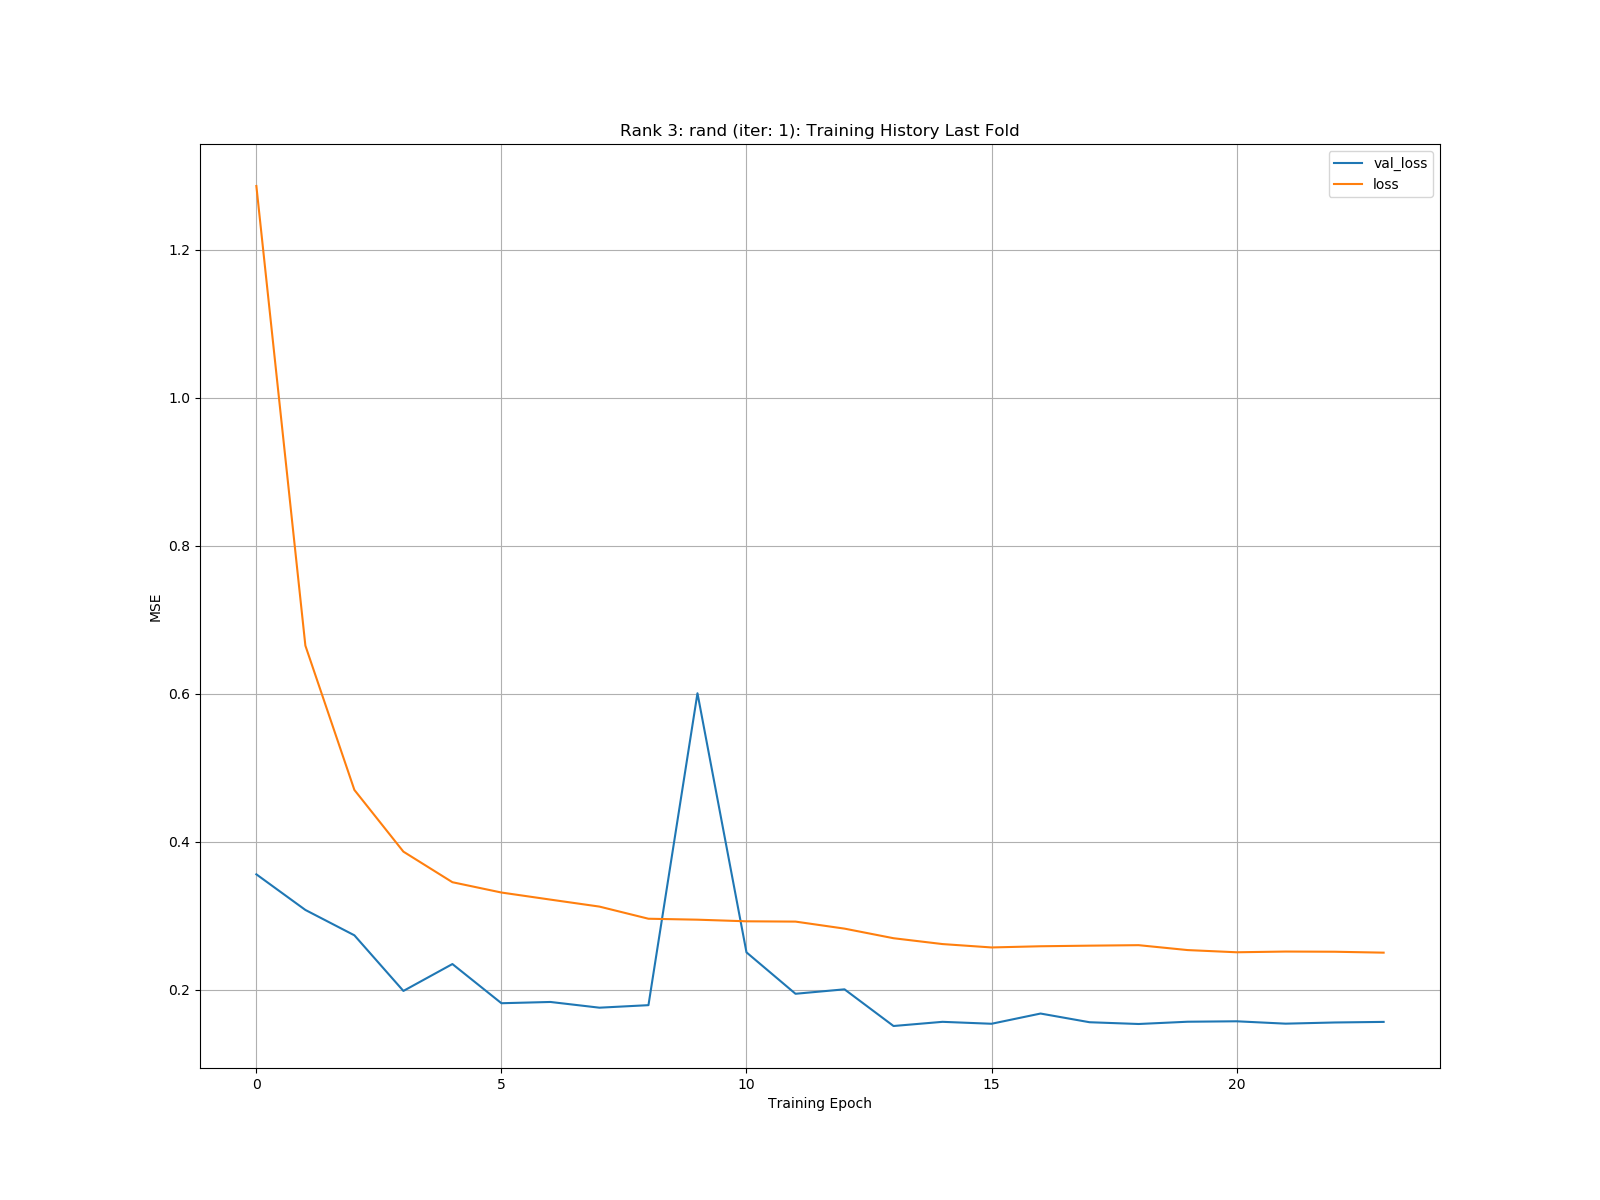 Rank 3: rand (iter: 1): Training History Last Fold
val_loss
loss
1.2
1.0
0.8
0.6
0.4
0.2
MSE
0 5 10 15 20
Training Epoch